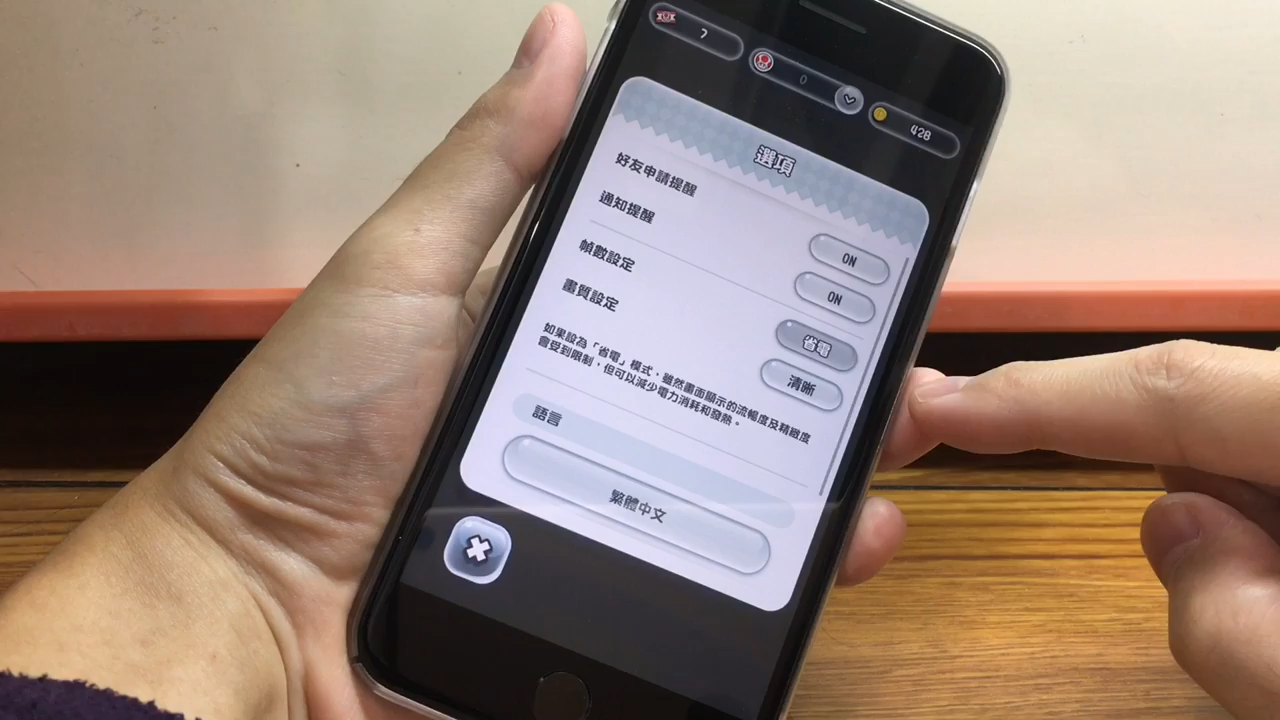 7
0
428
選項
好友申請提醒
ON
通知提醒
ON
幀數設定
省電
畫質設定
清晰
如果設為「省電」模式，雖然畫面顯示的流暢度及精緻度
會受到限制，但可以減少電力消耗和發熱。
語言
繁體中文